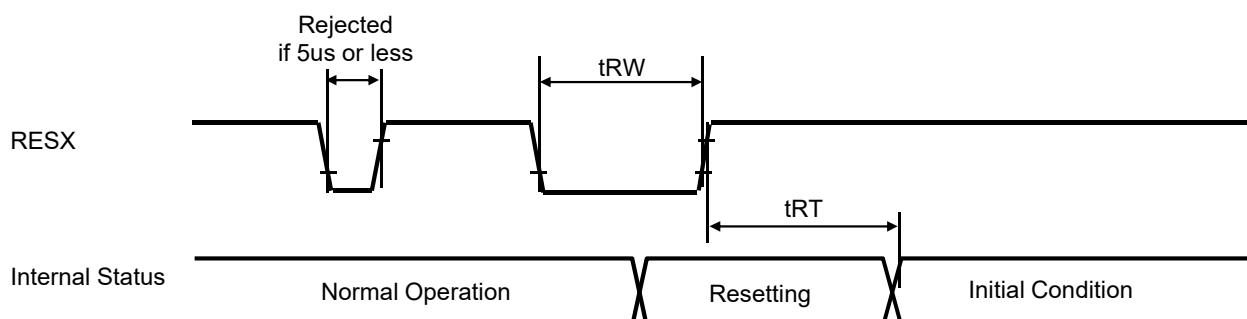 Rejected
if 5us or less
tRW
RESX
tRT
Internal Status
Normal Operation
Resetting
Initial Condition